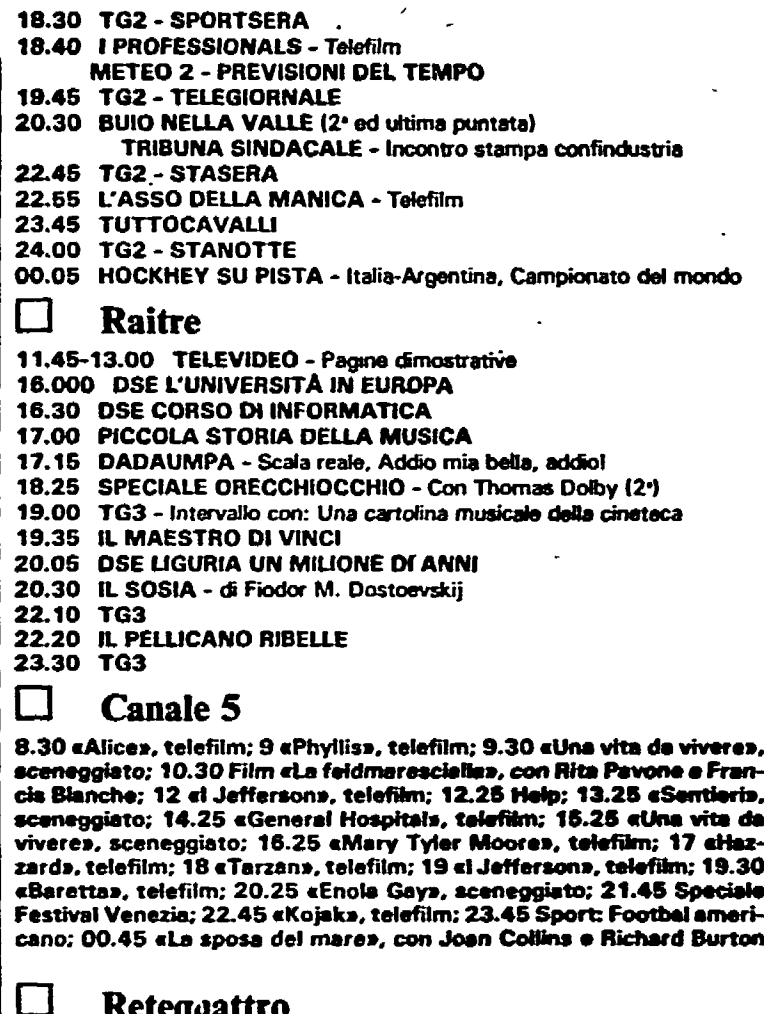 18.30 TG2 - SPORTSERA
18.40 I PROFESSIONALS - Telefilm
METEO 2 - PREVISIONI DEL TEMPO
19.45 TG2 - TELEGIORNALE
20.30 BUIO NELLA VALLE (2ª ed ultima puntata)
TRIBUNA SINDACALE - Incontro stampa confindustria
22.45 TG2 - STASERA
22.55 L'ASSO DELLA MANICA - Telefilm
23.45 TUTTOCAVALLI
24.00 TG2 - STANOTTE
00.05 HOCKHEY SU PISTA - Italia-Argentina, Campionato del mondo
Raitre
11.45-13.00 TELEVIDEO - Pagine dimostrative
16.000 DSE L'UNIVERSITÀ IN EUROPA
16.30 DSE CORSO DI INFORMATICA
17.00 PICCOLA STORIA DELLA MUSICA
17.15 DADAUMPA - Scala reale, Addio mia bella, addio!
18.25 SPECIALE ORECCHIOCCHIO - Con Thomas Dolby (2ª)
19.00 TG3 - Intervallo con: Una cartolina musicale della cineteca
19.35 IL MAESTRO DI VINCI
20.05 DSE LIGURIA UN MILIONE DI ANNI
20.30 IL SOSIA - di Fiodor M. Dostoevskij
22.10 TG3
22.20 IL PELLICANO RIBELLE
23.30 TG3
Canale 5
8.30 «Alice», telefilm; 9 «Phyllis», telefilm; 9.30 «Una vita da vivere»,
sceneggiato; 10.30 Film «La feldmarescialla», con Rita Pavone e Fran-
cis Blanche; 12 «I Jefferson», telefilm; 12.25 Help; 13.25 «Sentieri»,
sceneggiato; 14.25 «General Hospital», telefilm; 15.25 «Una vita da
vivere», sceneggiato; 16.25 «Mary Tyler Moore», telefilm; 17 «Haz-
zard», telefilm; 18 «Tarzan», telefilm; 19 «I Jefferson», telefilm; 19.30
«Baretta», telefilm; 20.25 «Enola Gay», sceneggiato; 21.45 Speciale
Festival Venezia; 22.45 «Kojak», telefilm; 23.45 Sport: Footbal ameri-
cano; 00.45 «La sposa del mare», con Joan Collins e Richard Burton
Retequattro